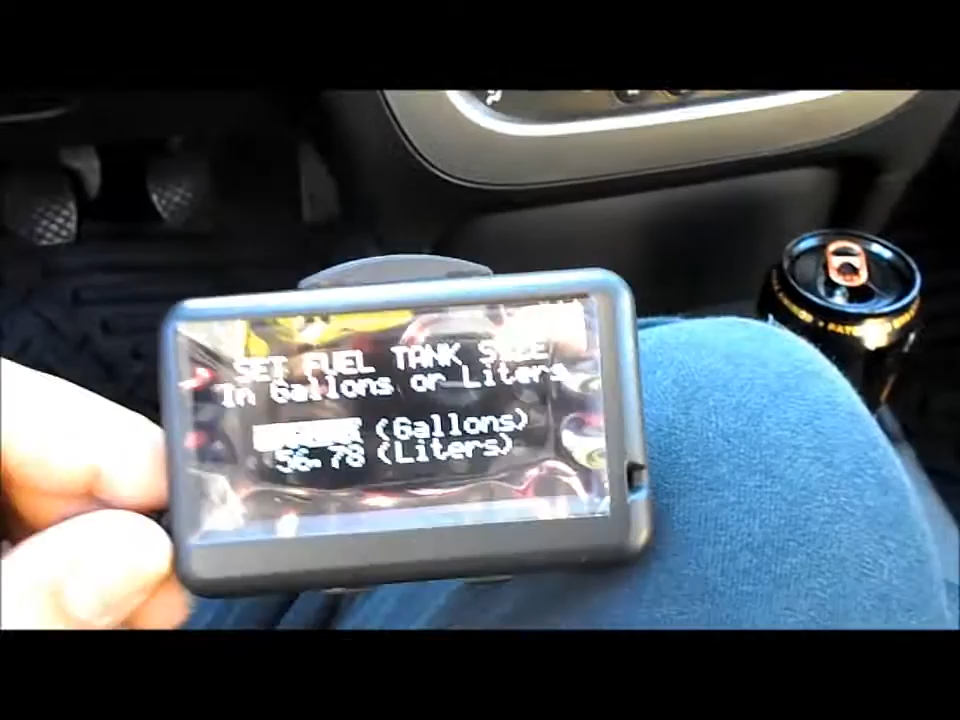 SET FUEL TANK SIZE
In Gallons or Liters
(Gallons)
56.78 (Liters)